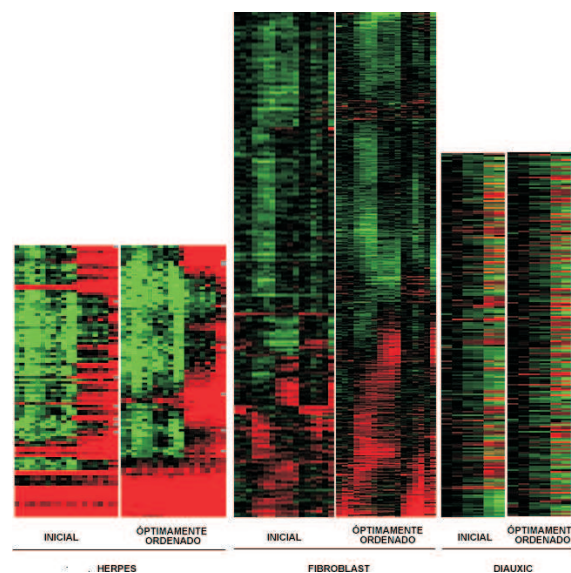 INICIAL
ÓPTIMAMENTE
ORDENADO
HERPES
INICIAL
ÓPTIMAMENTE
ORDENADO
FIBROBLAST
INICIAL
ÓPTIMAMENTE
ORDENADO
DIAUXIC